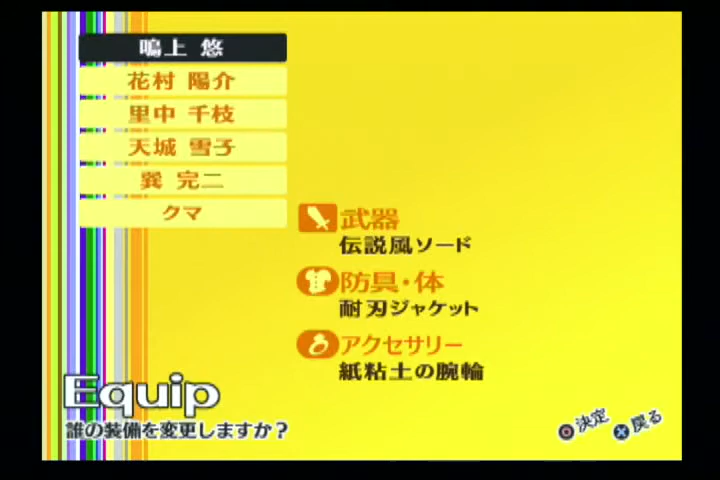 鳴上 悠
花村 陽介
里中 千枝
天城 雪子
巽 完二
クマ
武器
伝説風ソード
防具・体
耐刃ジャケット
アクセサリー
紙粘土の腕輪
Equip
誰の装備を変更しますか?
決定 戻る